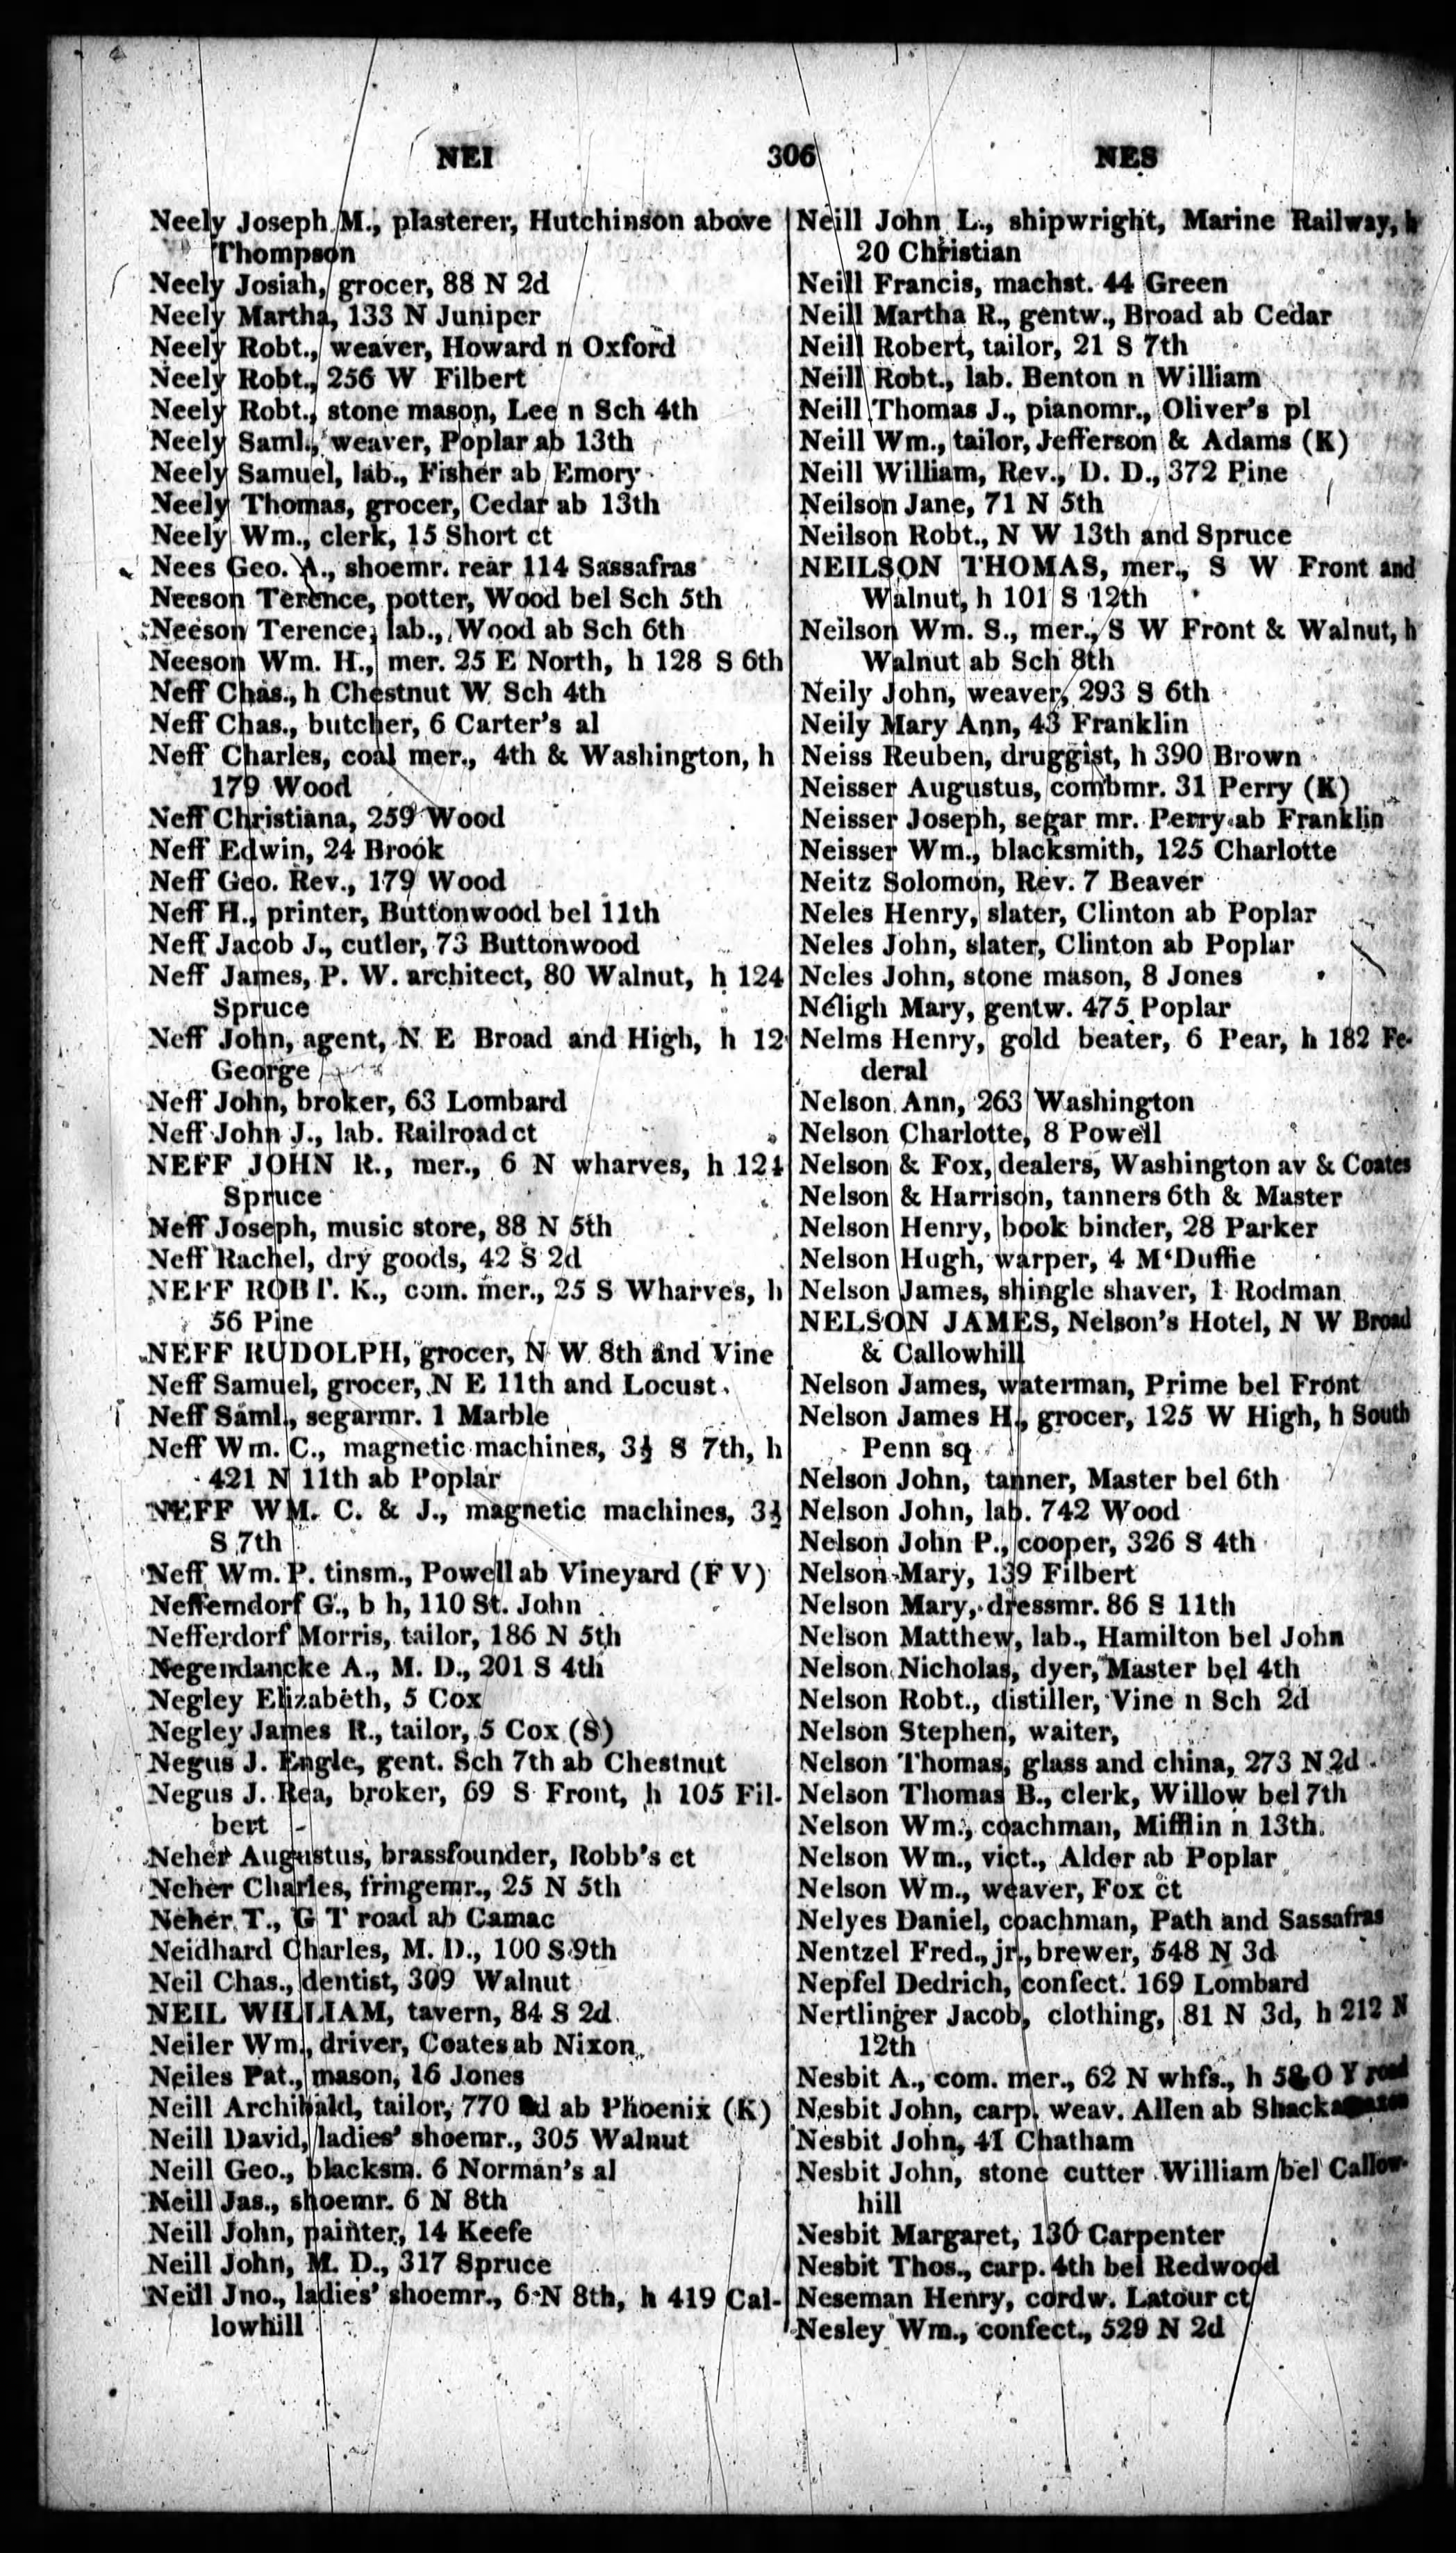 NEI 306 NES
Neely Joseph M., plasterer, Hutchinson above
Thompson
Neely Josiah, grocer, 88 N 2d
Neely Martha, 133 N Juniper
Neely Robt., weaver, Howard n Oxford
Neely Robt., 256 W Filbert
Neely Robt., stone mason, Lee n Sch 4th
Neely Saml., weaver, Poplar ab 13th
Neely Samuel, lab., Fisher ab Emory
Neely Thomas, grocer, Cedar ab 13th
Neely Wm., clerk, 15 Short ct
Nees Geo. A., shoemr. rear 114 Sassafras
Neeson Terence, potter, Wood bel Sch 5th
Neeson Terence, lab., Wood ab Sch 6th
Neeson Wm. H., mer. 25 E North, h 128 S 6th
Neff Chas., h Chestnut W Sch 4th
Neff Chas., butcher, 6 Carter's al
Neff Charles, coal mer., 4th & Washington, h
179 Wood
Neff Christiana, 259 Wood
Neff Edwin, 24 Brook
Neff Geo. Rev., 179 Wood
Neff H., printer, Buttonwood bel 11th
Neff Jacob J., cutler, 73 Buttonwood
Neff James, P. W. architect, 80 Walnut, h 124
Spruce
Neff John, agent, N E Broad and High, h 12
George
Neff John, broker, 63 Lombard
Neff John J., lab. Railroad ct
NEFF JOHN R., mer., 6 N wharves, h 124
Spruce
Neff Joseph, music store, 88 N 5th
Neff Rachel, dry goods, 42 S 2d
NEFF ROBT. K., com. mer., 25 S Wharves, h
56 Pine
NEFF RUDOLPH, grocer, N W 8th and Vine
Neff Samuel, grocer, N E 11th and Locust
Neff Saml., segarmr. 1 Marble
Neff Wm. C., magnetic machines, 3½ S 7th, h
421 N 11th ab Poplar
NEFF WM. C. & J., magnetic machines, 3½
S 7th
Neff Wm. P. tinsm., Powell ab Vineyard (F V)
Nefferndorf G., b h, 110 St. John
Nefferdorf Morris, tailor, 186 N 5th
Negendancke A., M. D., 201 S 4th
Negley Elizabeth, 5 Cox
Negley James R., tailor, 5 Cox (S)
Negus J. Engle, gent. Sch 7th ab Chestnut
Negus J. Rea, broker, 69 S Front, h 105 Fil-
bert
Neher Augustus, brassfounder, Robb's ct
Neher Charles, fringemr., 25 N 5th
Neher T., G T road ab Camac
Neidhard Charles, M. D., 100 S 9th
Neil Chas., dentist, 309 Walnut
NEIL WILLIAM, tavern, 84 S 2d
Neiler Wm., driver, Coates ab Nixon
Neiles Pat., mason, 16 Jones
Neill Archibald, tailor, 770 ab Phoenix (K)
Neill David, ladies' shoemr., 305 Walnut
Neill Geo., blacksm. 6 Norman's al
Neill Jas., shoemr. 6 N 8th
Neill John, painter, 14 Keefe
Neill John, M. D., 317 Spruce
Neill Jno., ladies' shoemr., 6 N 8th, h 419 Cal-
lowhill
Neill John L., shipwright, Marine Railway, h
20 Christian
Neill Francis, machst. 44 Green
Neill Martha R., gentw., Broad ab Cedar
Neill Robert, tailor, 21 S 7th
Neill Robt., lab. Benton n William
Neill Thomas J., pianomr., Oliver's pl
Neill Wm., tailor, Jefferson & Adams (K)
Neill William, Rev., D. D., 372 Pine
Neilson Jane, 71 N 5th
Neilson Robt., N W 13th and Spruce
NEILSON THOMAS, mer., S W Front and
Walnut, h 101 S 12th
Neilson Wm. S., mer., S W Front & Walnut, h
Walnut ab Sch 8th
Neily John, weaver, 293 S 6th
Neily Mary Ann, 43 Franklin
Neiss Reuben, druggist, h 390 Brown
Neisser Augustus, combmr. 31 Perry (K)
Neisser Joseph, segar mr. Perry ab Franklin
Neisser Wm., blacksmith, 125 Charlotte
Neitz Solomon, Rev. 7 Beaver
Neles Henry, slater, Clinton ab Poplar
Neles John, slater, Clinton ab Poplar
Neles John, stone mason, 8 Jones
Neligh Mary, gentw. 475 Poplar
Nelms Henry, gold beater, 6 Pear, h 182 Fe-
deral
Nelson Ann, 263 Washington
Nelson Charlotte, 8 Powell
Nelson & Fox, dealers, Washington av & Coates
Nelson & Harrison, tanners 6th & Master
Nelson Henry, book binder, 28 Parker
Nelson Hugh, warper, 4 M'Duffie
Nelson James, shingle shaver, 1 Rodman
NELSON JAMES, Nelson's Hotel, N W Broad
& Callowhill
Nelson James, waterman, Prime bel Front
Nelson James H., grocer, 125 W High, h South
Penn sq
Nelson John, tanner, Master bel 6th
Nelson John, lab. 742 Wood
Nelson John P., cooper, 326 S 4th
Nelson Mary, 139 Filbert
Nelson Mary, dressmr. 86 S 11th
Nelson Matthew, lab., Hamilton bel John
Nelson Nicholas, dyer, Master bel 4th
Nelson Robt., distiller, Vine n Sch 2d
Nelson Stephen, waiter,
Nelson Thomas, glass and china, 273 N 2d
Nelson Thomas B., clerk, Willow bel 7th
Nelson Wm., coachman, Mifflin n 13th.
Nelson Wm., vict., Alder ab Poplar
Nelson Wm., weaver, Fox ct
Nelyes Daniel, coachman, Path and Sassafras
Nentzel Fred., jr., brewer, 548 N 3d
Nepfel Dedrich, confect. 169 Lombard
Nertlinger Jacob, clothing, 81 N 3d, h 212 N
12th
Nesbit A., com. mer., 62 N whfs., h Y road
Nesbit John, carp. weav. Allen ab
Nesbit John, 41 Chatham
Nesbit John, stone cutter William bel Callow-
hill
Nesbit Margaret, 130 Carpenter
Nesbit Thos., carp. 4th bel Redwood
Neseman Henry, cordw. Latour ct
Nesley Wm., confect., 529 N 2d